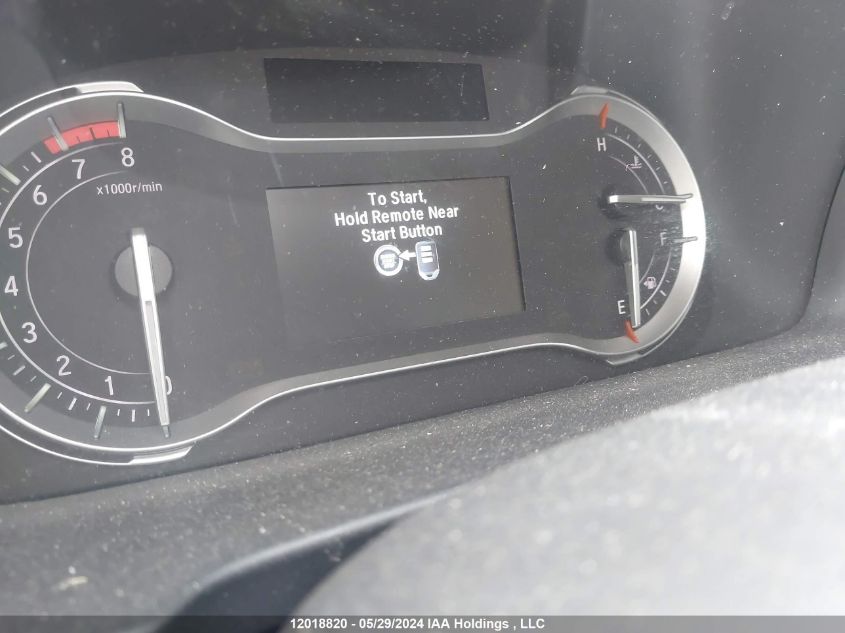 To Start,
Hold Remote Near
Start Button
8
7
6
5
4
3
2
1
0
x1000r/min
H
C
F
E
12018820 - 05/29/2024 IAA Holdings , LLC